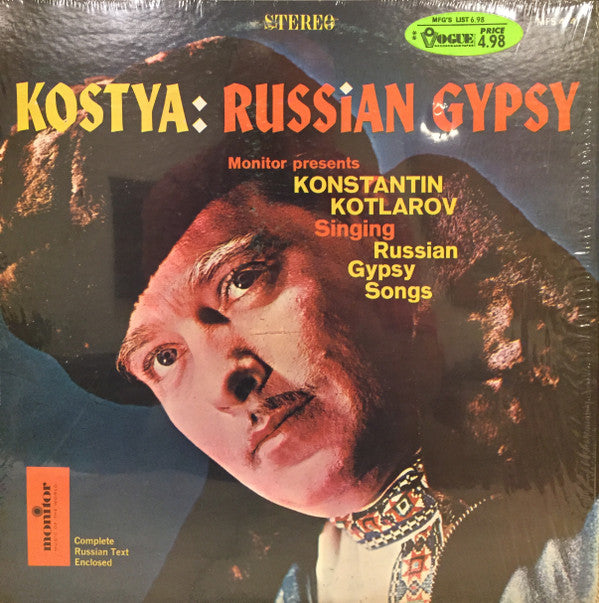 STEREO
MFG'S LIST 6.98
VOGUE
PRICE
4.98
KOSTYA: RUSSiAN GYPSY
Monitor presents
KONSTANTIN
KOTLAROV
Singing
Russian
Gypsy
Songs
monitor
Complete
Russian Text
Enclosed